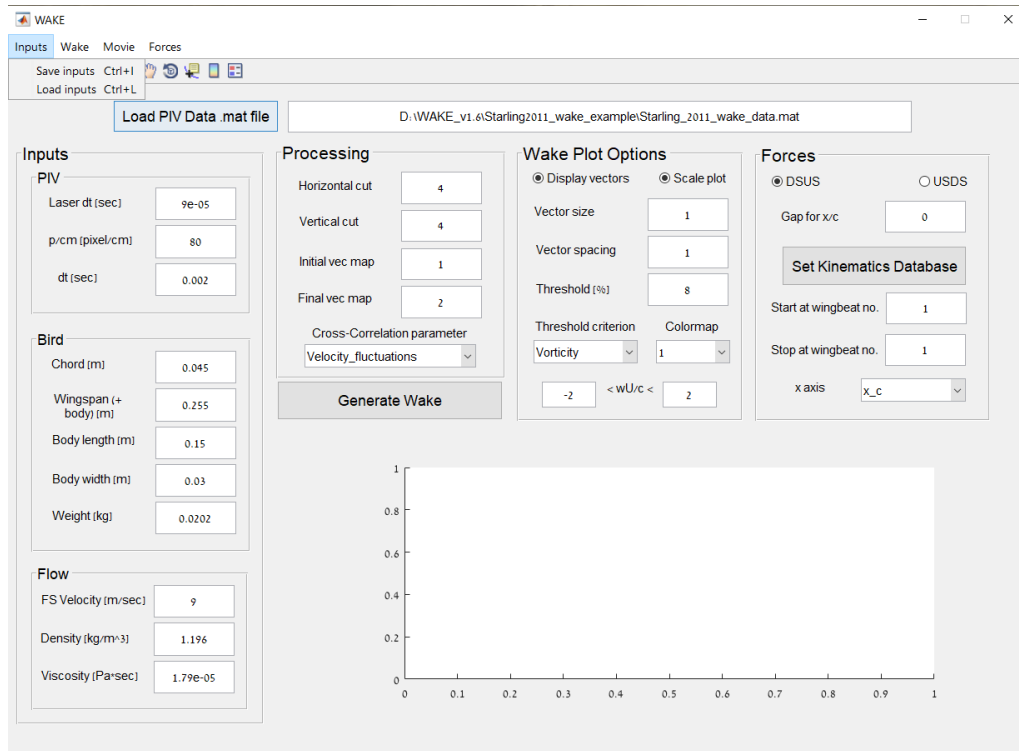 WAKE
Inputs Wake Movie Forces
Save inputs Ctrl+I
Load inputs Ctrl+L
Load PIV Data .mat file
D:\WAKE_v1.6\Starling2011_wake_example\Starling_2011_wake_data.mat
Inputs
PIV
Laser dt [sec] 9e-05
p/cm [pixel/cm] 80
dt [sec] 0.002
Bird
Chord [m] 0.045
Wingspan (+
body) [m] 0.255
Body length [m] 0.15
Body width [m] 0.03
Weight [kg] 0.0202
Flow
FS Velocity [m/sec] 9
Density [kg/m^3] 1.196
Viscosity [Pa*sec] 1.79e-05
Processing
Horizontal cut 4
Vertical cut 4
Initial vec map 1
Final vec map 2
Cross-Correlation parameter
Velocity_fluctuations
Generate Wake
Wake Plot Options
Display vectors Scale plot
Vector size 1
Vector spacing 1
Threshold [%] 8
Threshold criterion Colormap
Vorticity 1
-2 < wU/c < 2
Forces
DSUS USDS
Gap for x/c 0
Set Kinematics Database
Start at wingbeat no. 1
Stop at wingbeat no. 1
x axis x_c
1
0.8
0.6
0.4
0.2
0
0 0.1 0.2 0.3 0.4 0.5 0.6 0.7 0.8 0.9 1